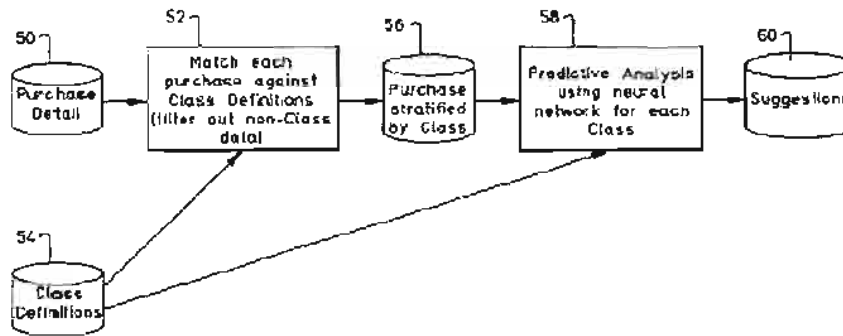 50
52
56
58
60
Purchase
Detail
Match each
purchase against
Class Definitions
(filter out non-Class
data)
Purchase
stratified
by Class
Predictive Analysis
using neural
network for each
Class
Suggestions
54
Class
Definitions